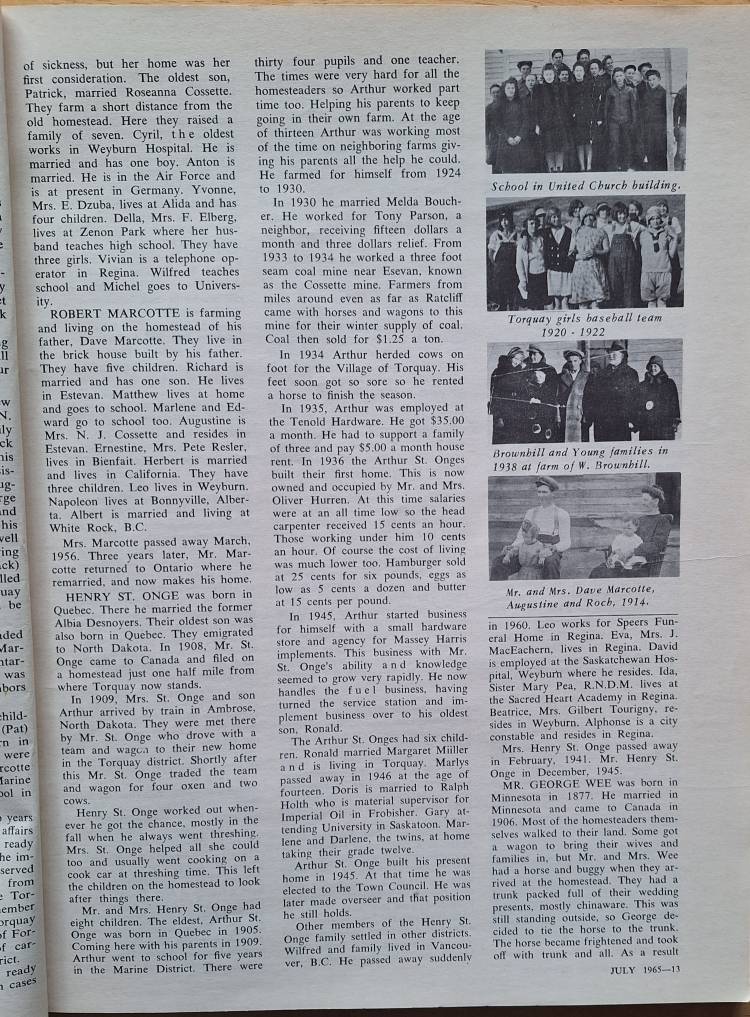 of sickness, but her home was her
first consideration. The oldest son,
Patrick, married Roseanna Cossette.
They farm a short distance from the
old homestead. Here they raised a
family of seven. Cyril, the oldest
works in Weyburn Hospital. He is
married and has one boy. Anton is
married. He is in the Air Force and
is at present in Germany. Yvonne,
Mrs. E. Dzuba, lives at Alida and has
four children. Della, Mrs. F. Elberg,
lives at Zenon Park where her hus-
band teaches high school. They have
three girls. Vivian is a telephone op-
erator in Regina. Wilfred teaches
school and Michel goes to Univers-
ity.
ROBERT MARCOTTE is farming
and living on the homestead of his
father, Dave Marcotte. They live in
the brick house built by his father.
They have five children. Richard is
married and has one son. He lives
in Estevan. Matthew lives at home
and goes to school. Marlene and Ed-
ward go to school too. Augustine is
Mrs. N. J. Cossette and resides in
Estevan. Ernestine, Mrs. Pete Resler,
lives in Bienfait. Herbert is married
and lives in California. They have
three children. Leo lives in Weyburn.
Napoleon lives at Bonnyville, Alber-
ta. Albert is married and living at
White Rock, B.C.
Mrs. Marcotte passed away March,
1956. Three years later, Mr. Mar-
cotte returned to Ontario where he
remarried, and now makes his home.
HENRY ST. ONGE was born in
Quebec. There he married the former
Albia Desnoyers. Their oldest son was
also born in Quebec. They emigrated
to North Dakota. In 1908, Mr. St.
Onge came to Canada and filed on
a homestead just one half mile from
where Torquay now stands.
In 1909, Mrs. St. Onge and son
Arthur arrived by train in Ambrose,
North Dakota. They were met there
by Mr. St. Onge who drove with a
team and wagon to their new home
in the Torquay district. Shortly after
this Mr. St. Onge traded the team
and wagon for four oxen and two
cows.
Henry St. Onge worked out when-
ever he got the chance, mostly in the
fall when he always went threshing.
Mrs. St. Onge helped all she could
too and usually went cooking on a
cook car at threshing time. This left
the children on the homestead to look
after things there.
Mr. and Mrs. Henry St. Onge had
eight children. The eldest, Arthur St.
Onge was born in Quebec in 1905.
Coming here with his parents in 1909.
Arthur went to school for five years
in the Marine District. There were
thirty four pupils and one teacher.
The times were very hard for all the
homesteaders so Arthur worked part
time too. Helping his parents to keep
going in their own farm. At the age
of thirteen Arthur was working most
of the time on neighboring farms giv-
ing his parents all the help he could.
He farmed for himself from 1924
to 1930.
In 1930 he married Melda Bouch-
er. He worked for Tony Parson, a
neighbor, receiving fifteen dollars a
month and three dollars relief. From
1933 to 1934 he worked a three foot
seam coal mine near Esevan, known
as the Cossette mine. Farmers from
miles around even as far as Ratcliff
came with horses and wagons to this
mine for their winter supply of coal.
Coal then sold for $1.25 a ton.
In 1934 Arthur herded cows on
foot for the Village of Torquay. His
feet soon got so sore so he rented
a horse to finish the season.
In 1935, Arthur was employed at
the Tenold Hardware. He got $35.00
a month. He had to support a family
of three and pay $5.00 a month house
rent. In 1936 the Arthur St. Onges
built their first home. This is now
owned and occupied by Mr. and Mrs.
Oliver Hurren. At this time salaries
were at an all time low so the head
carpenter received 15 cents an hour.
Those working under him 10 cents
an hour. Of course the cost of living
was much lower too. Hamburger sold
at 25 cents for six pounds, eggs as
low as 5 cents a dozen and butter
at 15 cents per pound.
In 1945, Arthur started business
for himself with a small hardware
store and agency for Massey Harris
implements. This business with Mr.
St. Onge's ability and knowledge
seemed to grow very rapidly. He now
handles the fuel business, having
turned the service station and im-
plement business over to his oldest
son, Ronald.
The Arthur St. Onges had six child-
ren. Ronald married Margaret Miiller
and is living in Torquay. Marlys
passed away in 1946 at the age of
fourteen. Doris is married to Ralph
Holth who is material supervisor for
Imperial Oil in Frobisher. Gary at-
tending University in Saskatoon. Mar-
lene and Darlene, the twins, at home
taking their grade twelve.
Arthur St. Onge built his present
home in 1945. At that time he was
elected to the Town Council. He was
later made overseer and that position
he still holds.
Other members of the Henry St.
Onge family settled in other districts.
Wilfred and family lived in Vancou-
ver, B.C. He passed away suddenly
School in United Church building.
Torquay girls baseball team
1920 - 1922
Brownhill and Young families in
1938 at farm of W. Brownhill.
Mr. and Mrs. Dave Marcotte,
Augustine and Roch, 1914.
in 1960. Leo works for Speers Fun-
eral Home in Regina. Eva, Mrs. J.
MacEachern, lives in Regina. David
is employed at the Saskatchewan Hos-
pital, Weyburn where he resides. Ida,
Sister Mary Pea, R.N.D.M. lives at
the Sacred Heart Academy in Regina.
Beatrice, Mrs. Gilbert Tourigny, re-
sides in Weyburn. Alphonse is a city
constable and resides in Regina.
Mrs. Henry St. Onge passed away
in February, 1941. Mr. Henry St.
Onge in December, 1945.
MR. GEORGE WEE was born in
Minnesota in 1877. He married in
Minnesota and came to Canada in
1906. Most of the homesteaders them-
selves walked to their land. Some got
a wagon to bring their wives and
families in, but Mr. and Mrs. Wee
had a horse and buggy when they ar-
rived at the homestead. They had a
trunk packed full of their wedding
presents, mostly chinaware. This was
still standing outside, so George de-
cided to tie the horse to the trunk.
The horse became frightened and took
off with trunk and all. As a result
JULY 1965—13